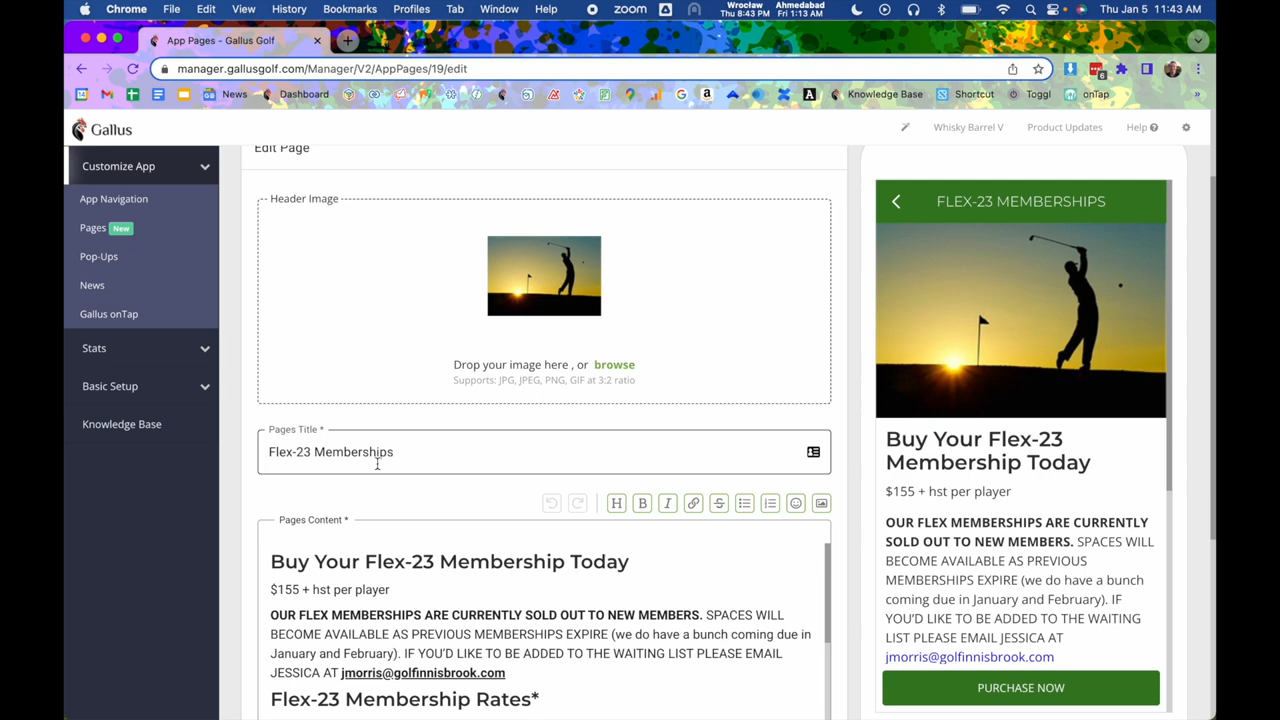 Chrome File Edit View History Bookmarks Profiles Tab Window Help zoom Wrocław Thu 8:43 PM Ahmedabad Fri 1:13 AM Thu Jan 5 11:43 AM
App Pages - Gallus Golf
manager.gallusgolf.com/Manager/V2/AppPages/19/edit
6
News Dashboard Knowledge Base Shortcut Toggl onTap »
Gallus
Whisky Barrel V Product Updates Help
Customize App
App Navigation
Pages New
Pop-Ups
News
Gallus onTap
Stats
Basic Setup
Knowledge Base
Edit Page
Header Image
Drop your image here , or browse
Supports: JPG, JPEG, PNG, GIF at 3:2 ratio
Pages Title *
Flex-23 Memberships
H B I S
Pages Content *
Buy Your Flex-23 Membership Today
$155 + hst per player
OUR FLEX MEMBERSHIPS ARE CURRENTLY SOLD OUT TO NEW MEMBERS. SPACES WILL
BECOME AVAILABLE AS PREVIOUS MEMBERSHIPS EXPIRE (we do have a bunch coming due in
January and February). IF YOU'D LIKE TO BE ADDED TO THE WAITING LIST PLEASE EMAIL
JESSICA AT jmorris@golfinnisbrook.com
Flex-23 Membership Rates*
FLEX-23 MEMBERSHIPS
Buy Your Flex-23
Membership Today
$155 + hst per player
OUR FLEX MEMBERSHIPS ARE CURRENTLY
SOLD OUT TO NEW MEMBERS. SPACES WILL
BECOME AVAILABLE AS PREVIOUS
MEMBERSHIPS EXPIRE (we do have a bunch
coming due in January and February). IF
YOU'D LIKE TO BE ADDED TO THE WAITING
LIST PLEASE EMAIL JESSICA AT
jmorris@golfinnisbrook.com
PURCHASE NOW